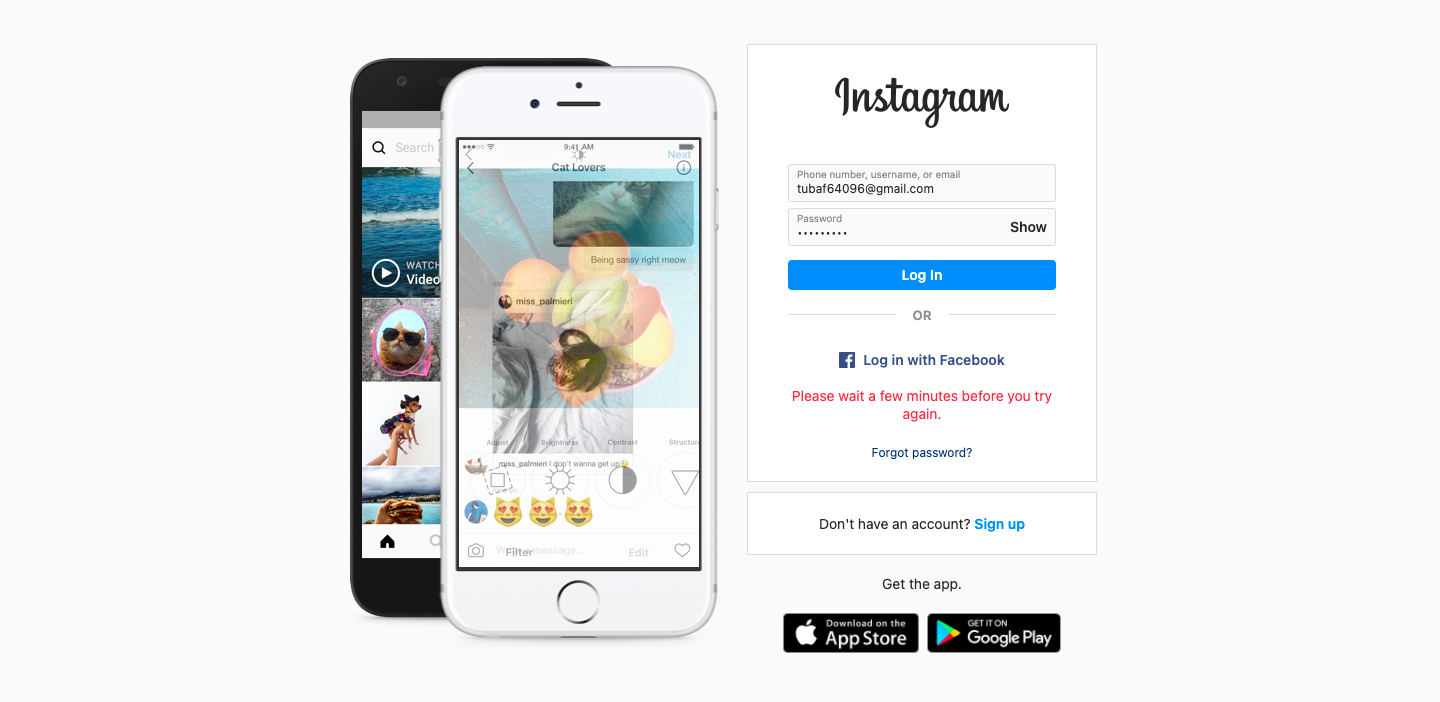 Search
WATCH
Video
9:41 AM
Next
Cat Lovers
Being sassy right meow
catnap
miss_palmieri
Adjust
Brightness
Contrast
Structure
miss_palmieri I don't wanna get up😴
Filter
Edit
Instagram
Phone number, username, or email
tubaf64096@gmail.com
Password
•••••••••
Show
Log In
OR
Log in with Facebook
Please wait a few minutes before you try
again.
Forgot password?
Don't have an account? Sign up
Get the app.
Download on the
App Store
GET IT ON
Google Play